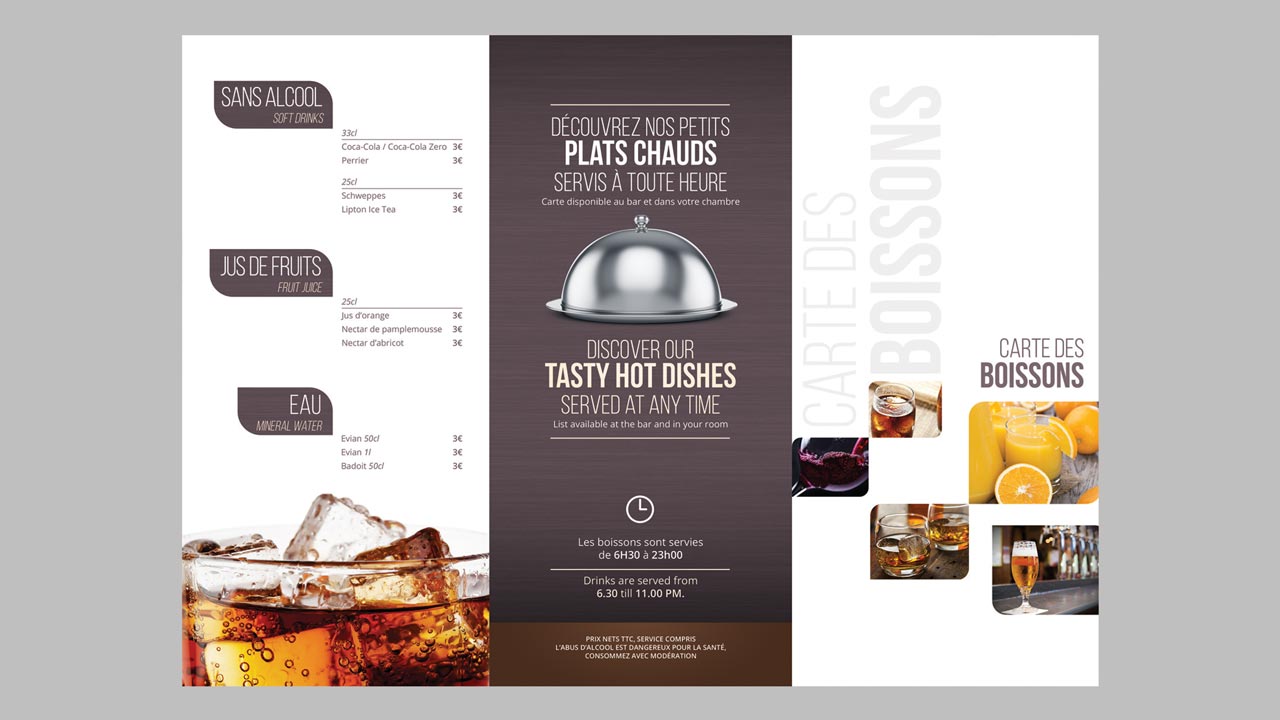 SANS ALCOOL
SOFT DRINKS
33cl
Coca-Cola / Coca-Cola Zero 3€
Perrier 3€
25cl
Schweppes 3€
Lipton Ice Tea 3€
JUS DE FRUITS
FRUIT JUICE
25cl
Jus d'orange 3€
Nectar de pamplemousse 3€
Nectar d'abricot 3€
EAU
MINERAL WATER
Evian 50cl 3€
Evian 1l 3€
Badoit 50cl 3€
DÉCOUVREZ NOS PETITS
PLATS CHAUDS
SERVIS À TOUTE HEURE
Carte disponible au bar et dans votre chambre
DISCOVER OUR
TASTY HOT DISHES
SERVED AT ANY TIME
List available at the bar and in your room
Les boissons sont servies
de 6H30 à 23h00
Drinks are served from
6.30 till 11.00 PM.
PRIX NETS TTC, SERVICE COMPRIS
L'ABUS D'ALCOOL EST DANGEREUX POUR LA SANTÉ,
CONSOMMEZ AVEC MODÉRATION
CARTE DES
BOISSONS
CARTE DES
BOISSONS